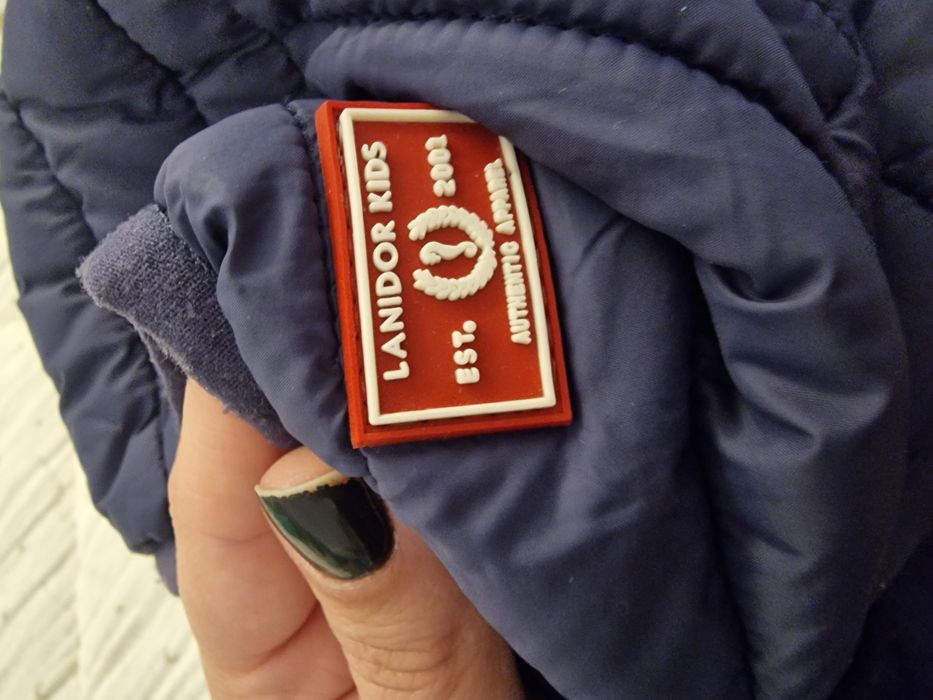 LANIDOR KIDS
EST. 2001
AUTHENTIC APPAREL